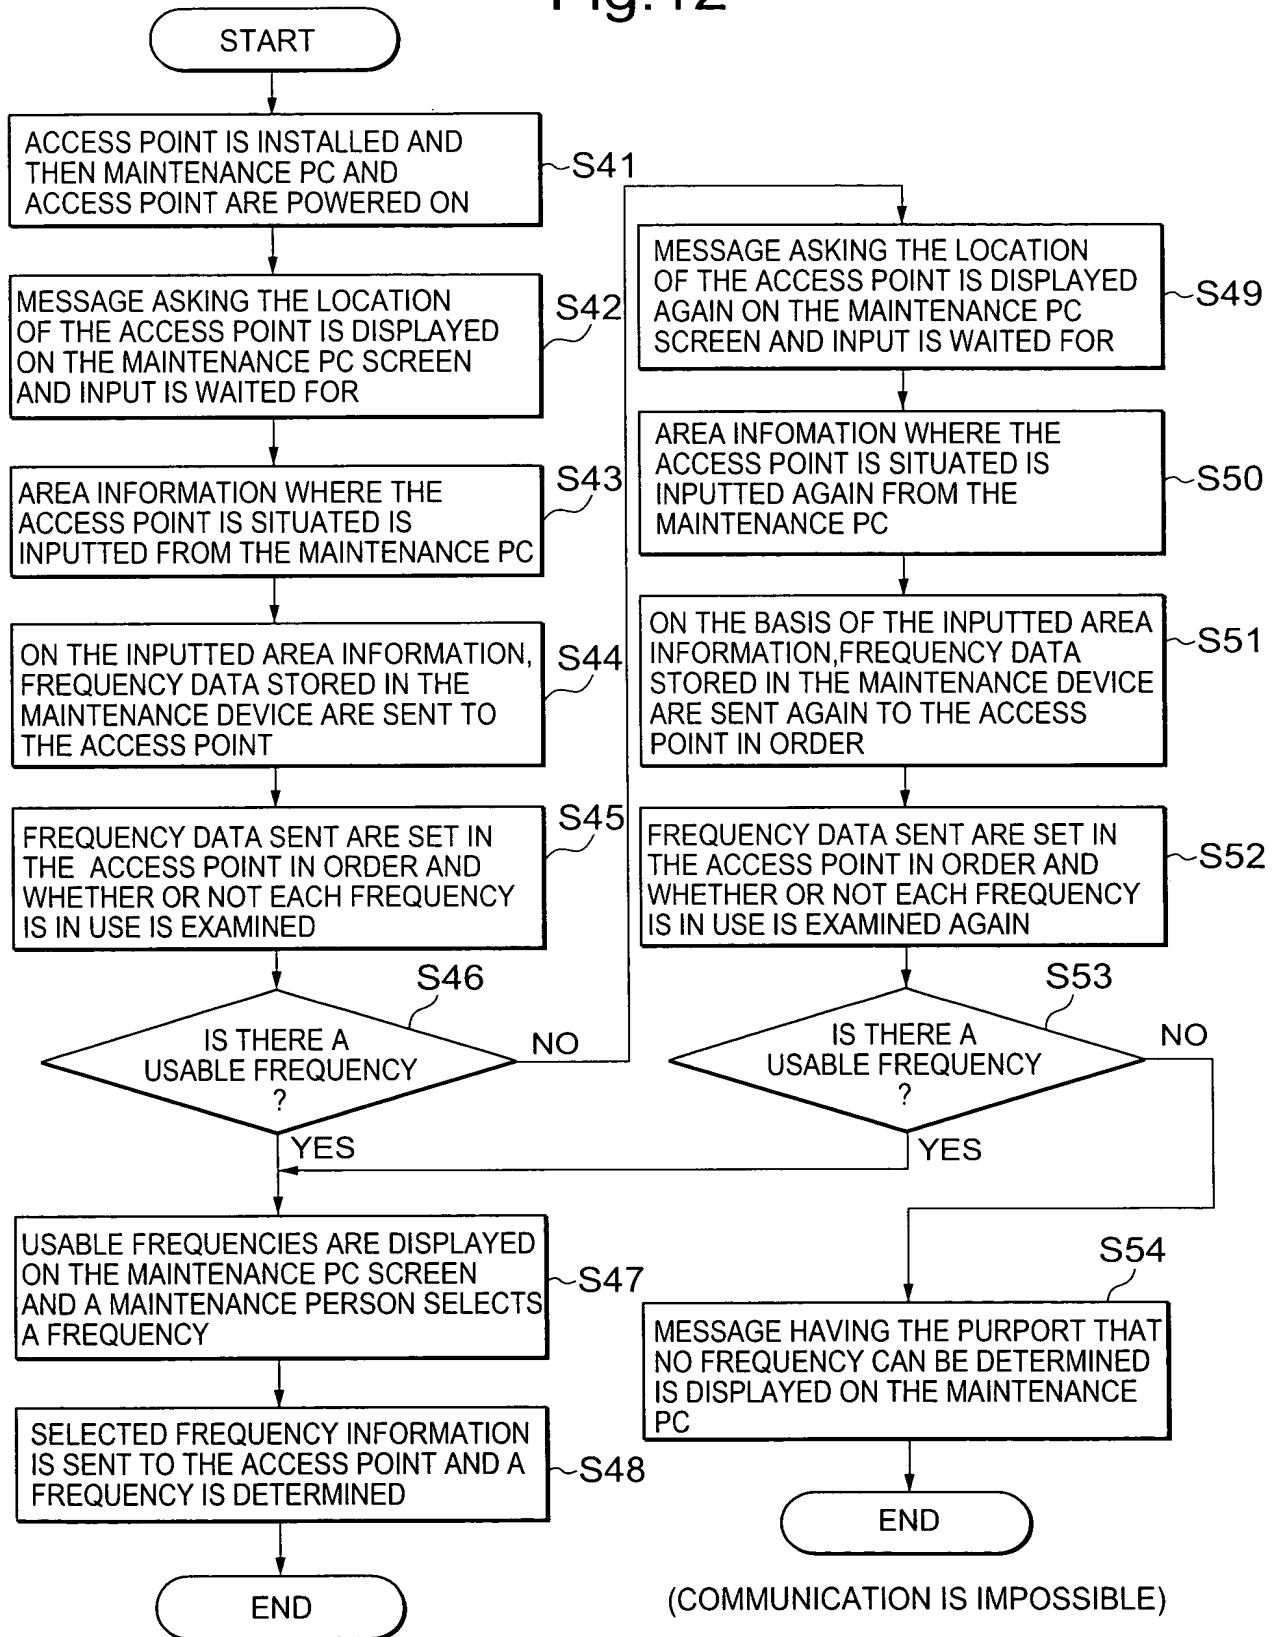 Fig.12
START
ACCESS POINT IS INSTALLED AND
THEN MAINTENANCE PC AND
ACCESS POINT ARE POWERED ON
S41
MESSAGE ASKING THE LOCATION
OF THE ACCESS POINT IS DISPLAYED
ON THE MAINTENANCE PC SCREEN
AND INPUT IS WAITED FOR
S42
AREA INFORMATION WHERE THE
ACCESS POINT IS SITUATED IS
INPUTTED FROM THE MAINTENANCE PC
S43
ON THE INPUTTED AREA INFORMATION,
FREQUENCY DATA STORED IN THE
MAINTENANCE DEVICE ARE SENT TO
THE ACCESS POINT
S44
FREQUENCY DATA SENT ARE SET IN
THE ACCESS POINT IN ORDER AND
WHETHER OR NOT EACH FREQUENCY
IS IN USE IS EXAMINED
S45
S46
IS THERE A
USABLE FREQUENCY
?
NO
YES
USABLE FREQUENCIES ARE DISPLAYED
ON THE MAINTENANCE PC SCREEN
AND A MAINTENANCE PERSON SELECTS
A FREQUENCY
S47
SELECTED FREQUENCY INFORMATION
IS SENT TO THE ACCESS POINT AND A
FREQUENCY IS DETERMINED
S48
END
MESSAGE ASKING THE LOCATION
OF THE ACCESS POINT IS DISPLAYED
AGAIN ON THE MAINTENANCE PC
SCREEN AND INPUT IS WAITED FOR
S49
AREA INFOMATION WHERE THE
ACCESS POINT IS SITUATED IS
INPUTTED AGAIN FROM THE
MAINTENANCE PC
S50
ON THE BASIS OF THE INPUTTED AREA
INFORMATION,FREQUENCY DATA
STORED IN THE MAINTENANCE DEVICE
ARE SENT AGAIN TO THE ACCESS
POINT IN ORDER
S51
FREQUENCY DATA SENT ARE SET IN
THE ACCESS POINT IN ORDER AND
WHETHER OR NOT EACH FREQUENCY
IS IN USE IS EXAMINED AGAIN
S52
S53
IS THERE A
USABLE FREQUENCY
?
NO
YES
S54
MESSAGE HAVING THE PURPORT THAT
NO FREQUENCY CAN BE DETERMINED
IS DISPLAYED ON THE MAINTENANCE
PC
END
(COMMUNICATION IS IMPOSSIBLE)